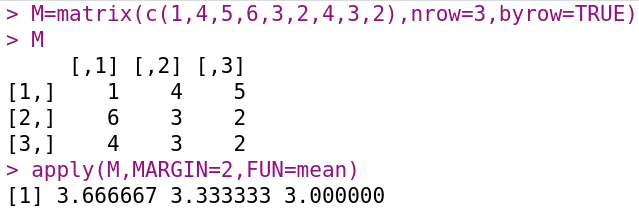 > M=matrix(c(1,4,5,6,3,2,4,3,2),nrow=3,byrow=TRUE)
> M
     [,1] [,2] [,3]
[1,]    1    4    5
[2,]    6    3    2
[3,]    4    3    2
> apply(M,MARGIN=2,FUN=mean)
[1] 3.666667 3.333333 3.000000